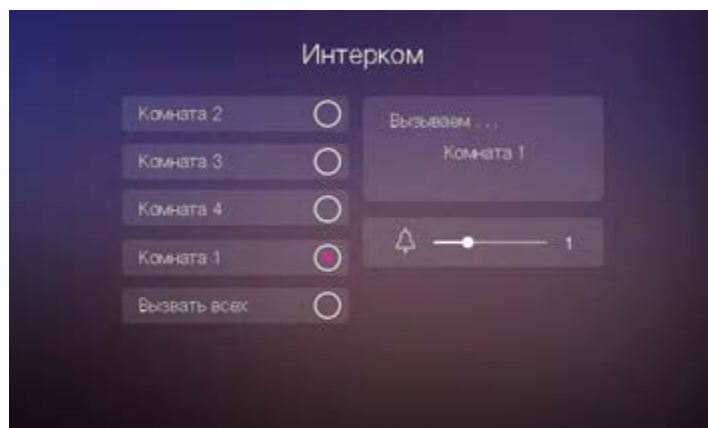 Интерком
Комната 2
Комната 3
Комната 4
Комната 1
Вызвать всех
Вызываем . . .
Комната 1
1